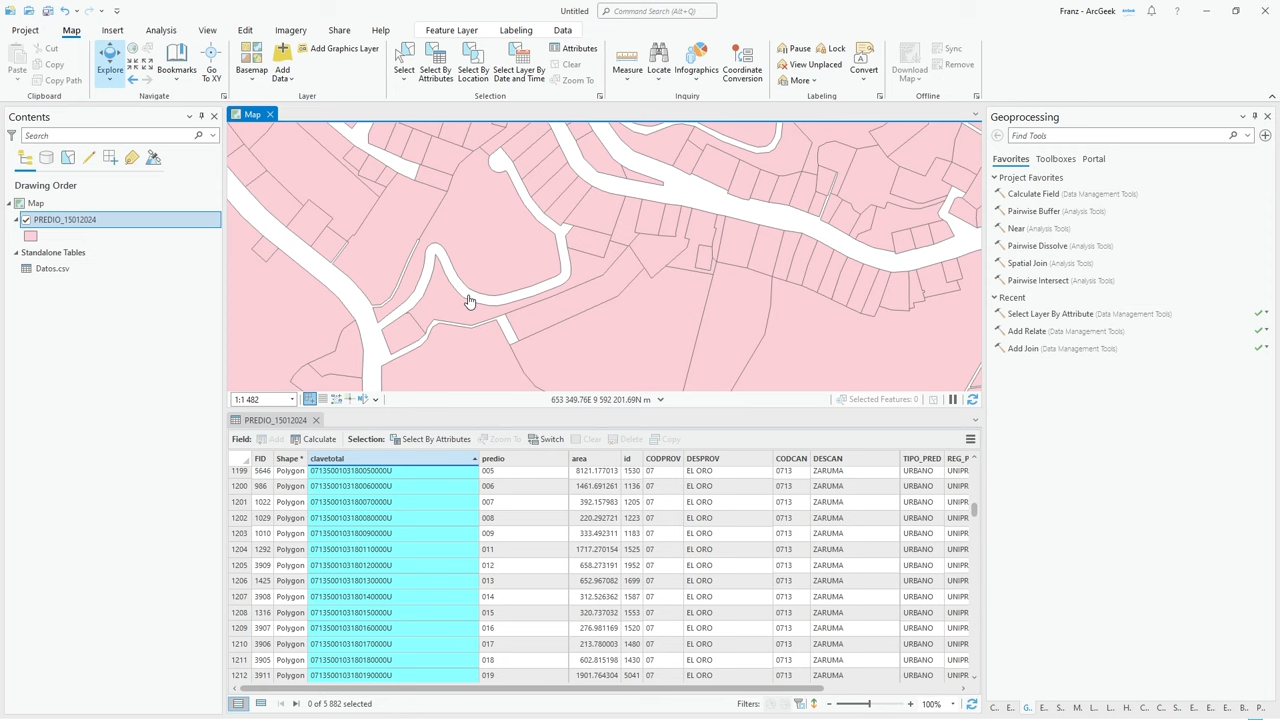 Untitled
Command Search (Alt+Q)
Franz - ArcGeek
Project Map Insert Analysis View Edit Imagery Share Help Feature Layer Labeling Data
Paste
Cut
Copy
Copy Path
Clipboard
Explore
Bookmarks
Go To XY
Navigate
Basemap
Add Data
Add Graphics Layer
Layer
Select
Select By Attributes
Select By Location
Select Layer By Date and Time
Attributes
Clear
Zoom To
Selection
Measure
Locate
Infographics
Coordinate Conversion
Inquiry
Pause
Lock
View Unplaced
More
Convert
Labeling
Download Map
Sync
Remove
Offline
Contents
Search
Drawing Order
Map
PREDIO_15012024
Standalone Tables
Datos.csv
Map
1:1 482
653 349.76E 9 592 201.69N m
Selected Features: 0
PREDIO_15012024
Field: Add Calculate Selection: Select By Attributes Zoom To Switch Clear Delete Copy
FID Shape * clavetotal predio area id CODPROV DESPROV CODCAN DESCAN TIPO_PRED REG_P
1199 5646 Polygon 0713500103180050000U 005 8121.177013 1530 07 EL ORO 0713 ZARUMA URBANO UNIPR
1200 986 Polygon 0713500103180060000U 006 1461.691261 1136 07 EL ORO 0713 ZARUMA URBANO UNIPR
1201 1022 Polygon 0713500103180070000U 007 392.157983 1205 07 EL ORO 0713 ZARUMA URBANO UNIPR
1202 1029 Polygon 0713500103180080000U 008 220.292721 1223 07 EL ORO 0713 ZARUMA URBANO UNIPR
1203 1010 Polygon 0713500103180090000U 009 333.492311 1183 07 EL ORO 0713 ZARUMA URBANO UNIPR
1204 1292 Polygon 0713500103180110000U 011 1717.270154 1525 07 EL ORO 0713 ZARUMA URBANO UNIPR
1205 3909 Polygon 0713500103180120000U 012 658.273191 1952 07 EL ORO 0713 ZARUMA URBANO UNIPR
1206 1425 Polygon 0713500103180130000U 013 652.967082 1699 07 EL ORO 0713 ZARUMA URBANO UNIPR
1207 3908 Polygon 0713500103180140000U 014 312.526362 1587 07 EL ORO 0713 ZARUMA URBANO UNIPR
1208 1316 Polygon 0713500103180150000U 015 320.737032 1553 07 EL ORO 0713 ZARUMA URBANO UNIPR
1209 3907 Polygon 0713500103180160000U 016 276.981169 1520 07 EL ORO 0713 ZARUMA URBANO UNIPR
1210 3906 Polygon 0713500103180170000U 017 213.780003 1480 07 EL ORO 0713 ZARUMA URBANO UNIPR
1211 3905 Polygon 0713500103180180000U 018 602.815198 1430 07 EL ORO 0713 ZARUMA URBANO UNIPR
1212 3911 Polygon 0713500103180190000U 019 1901.764304 5041 07 EL ORO 0713 ZARUMA URBANO UNIPR
0 of 5 882 selected
Filters:
100%
Geoprocessing
Find Tools
Favorites Toolboxes Portal
Project Favorites
Calculate Field (Data Management Tools)
Pairwise Buffer (Analysis Tools)
Near (Analysis Tools)
Pairwise Dissolve (Analysis Tools)
Spatial Join (Analysis Tools)
Pairwise Intersect (Analysis Tools)
Recent
Select Layer By Attribute (Data Management Tools)
Add Relate (Data Management Tools)
Add Join (Data Management Tools)
C... E... G... E... S... M... L... L... H... C... C... S... C... E... B... P..